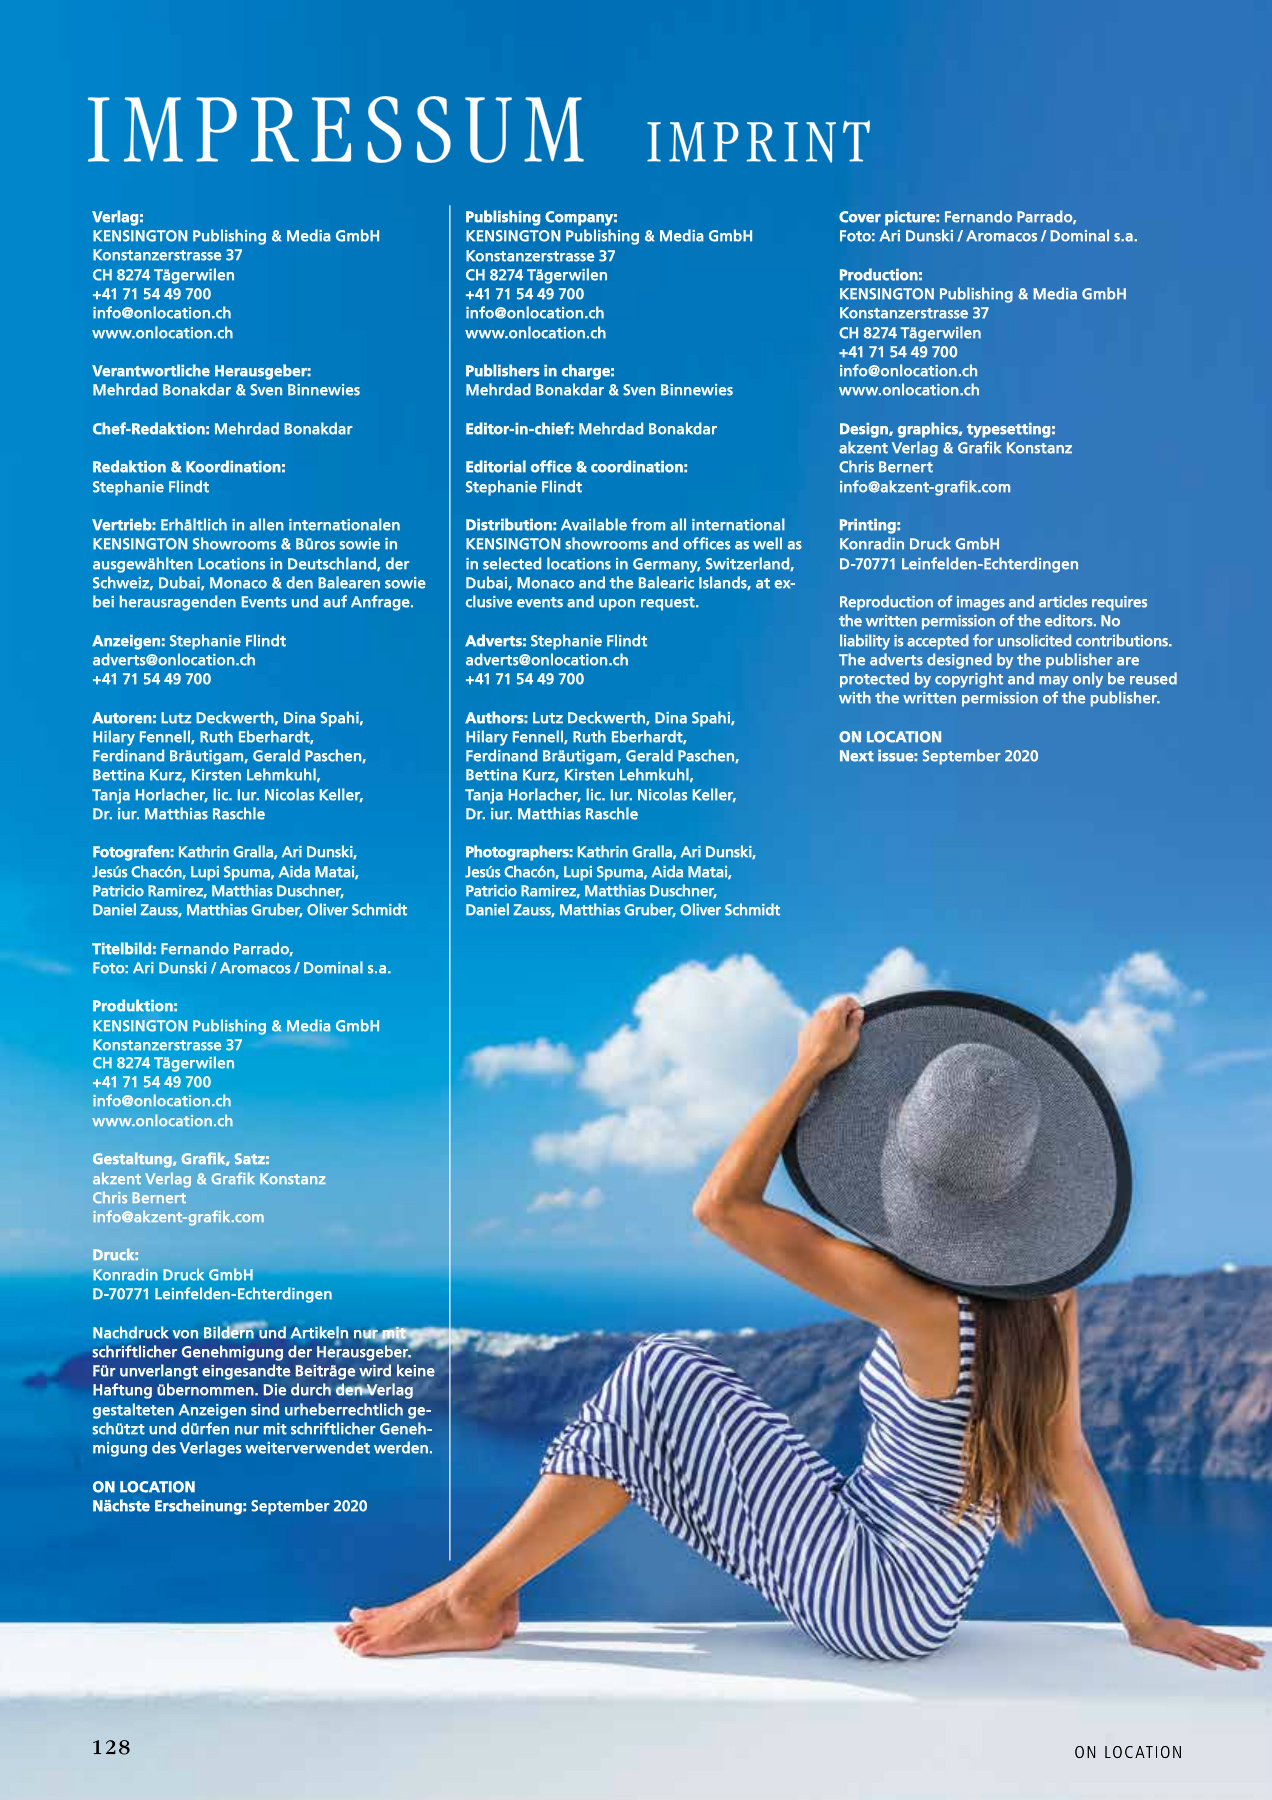 IMPRESSUM IMPRINT
Verlag:
KENSINGTON Publishing & Media GmbH
Konstanzerstrasse 37
CH 8274 Tägerwilen
+41 71 54 49 700
info@onlocation.ch
www.onlocation.ch
Verantwortliche Herausgeber:
Mehrdad Bonakdar & Sven Binnewies
Chef-Redaktion: Mehrdad Bonakdar
Redaktion & Koordination:
Stephanie Flindt
Vertrieb: Erhältlich in allen internationalen
KENSINGTON Showrooms & Büros sowie in
ausgewählten Locations in Deutschland, der
Schweiz, Dubai, Monaco & den Balearen sowie
bei herausragenden Events und auf Anfrage.
Anzeigen: Stephanie Flindt
adverts@onlocation.ch
+41 71 54 49 700
Autoren: Lutz Deckwerth, Dina Spahi,
Hilary Fennell, Ruth Eberhardt,
Ferdinand Bräutigam, Gerald Paschen,
Bettina Kurz, Kirsten Lehmkuhl,
Tanja Horlacher, lic. Iur. Nicolas Keller,
Dr. iur. Matthias Raschle
Fotografen: Kathrin Gralla, Ari Dunski,
Jesús Chacón, Lupi Spuma, Aida Matai,
Patricio Ramirez, Matthias Duschner,
Daniel Zauss, Matthias Gruber, Oliver Schmidt
Titelbild: Fernando Parrado,
Foto: Ari Dunski / Aromacos / Dominal s.a.
Produktion:
KENSINGTON Publishing & Media GmbH
Konstanzerstrasse 37
CH 8274 Tägerwilen
+41 71 54 49 700
info@onlocation.ch
www.onlocation.ch
Gestaltung, Grafik, Satz:
akzent Verlag & Grafik Konstanz
Chris Bernert
info@akzent-grafik.com
Druck:
Konradin Druck GmbH
D-70771 Leinfelden-Echterdingen
Nachdruck von Bildern und Artikeln nur mit
schriftlicher Genehmigung der Herausgeber.
Für unverlangt eingesandte Beiträge wird keine
Haftung übernommen. Die durch den Verlag
gestalteten Anzeigen sind urheberrechtlich ge-
schützt und dürfen nur mit schriftlicher Geneh-
migung des Verlages weiterverwendet werden.
ON LOCATION
Nächste Erscheinung: September 2020
Publishing Company:
KENSINGTON Publishing & Media GmbH
Konstanzerstrasse 37
CH 8274 Tägerwilen
+41 71 54 49 700
info@onlocation.ch
www.onlocation.ch
Publishers in charge:
Mehrdad Bonakdar & Sven Binnewies
Editor-in-chief: Mehrdad Bonakdar
Editorial office & coordination:
Stephanie Flindt
Distribution: Available from all international
KENSINGTON showrooms and offices as well as
in selected locations in Germany, Switzerland,
Dubai, Monaco and the Balearic Islands, at ex-
clusive events and upon request.
Adverts: Stephanie Flindt
adverts@onlocation.ch
+41 71 54 49 700
Authors: Lutz Deckwerth, Dina Spahi,
Hilary Fennell, Ruth Eberhardt,
Ferdinand Bräutigam, Gerald Paschen,
Bettina Kurz, Kirsten Lehmkuhl,
Tanja Horlacher, lic. Iur. Nicolas Keller,
Dr. iur. Matthias Raschle
Photographers: Kathrin Gralla, Ari Dunski,
Jesús Chacón, Lupi Spuma, Aida Matai,
Patricio Ramirez, Matthias Duschner,
Daniel Zauss, Matthias Gruber, Oliver Schmidt
Cover picture: Fernando Parrado,
Foto: Ari Dunski / Aromacos / Dominal s.a.
Production:
KENSINGTON Publishing & Media GmbH
Konstanzerstrasse 37
CH 8274 Tägerwilen
+41 71 54 49 700
info@onlocation.ch
www.onlocation.ch
Design, graphics, typesetting:
akzent Verlag & Grafik Konstanz
Chris Bernert
info@akzent-grafik.com
Printing:
Konradin Druck GmbH
D-70771 Leinfelden-Echterdingen
Reproduction of images and articles requires
the written permission of the editors. No
liability is accepted for unsolicited contributions.
The adverts designed by the publisher are
protected by copyright and may only be reused
with the written permission of the publisher.
ON LOCATION
Next issue: September 2020
128
ON LOCATION